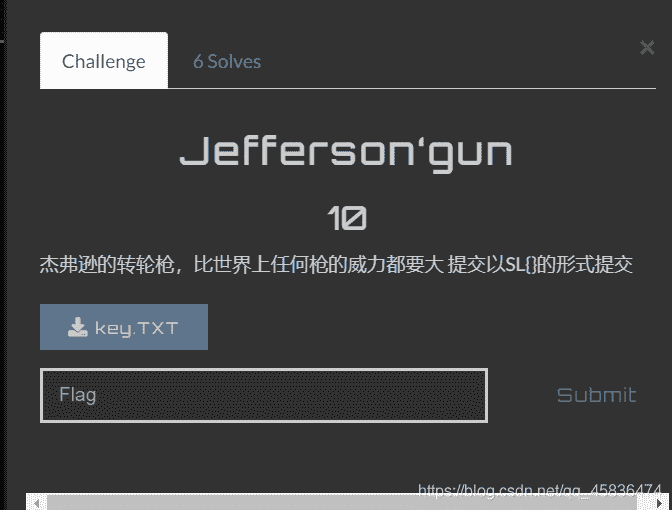 Challenge
6 Solves
×
Jefferson‘gun
10
杰弗逊的转轮枪，比世界上任何枪的威力都要大 提交以SL{}的形式提交
key.TXT
Flag
Submit
https://blog.csdn.net/qq_45836474